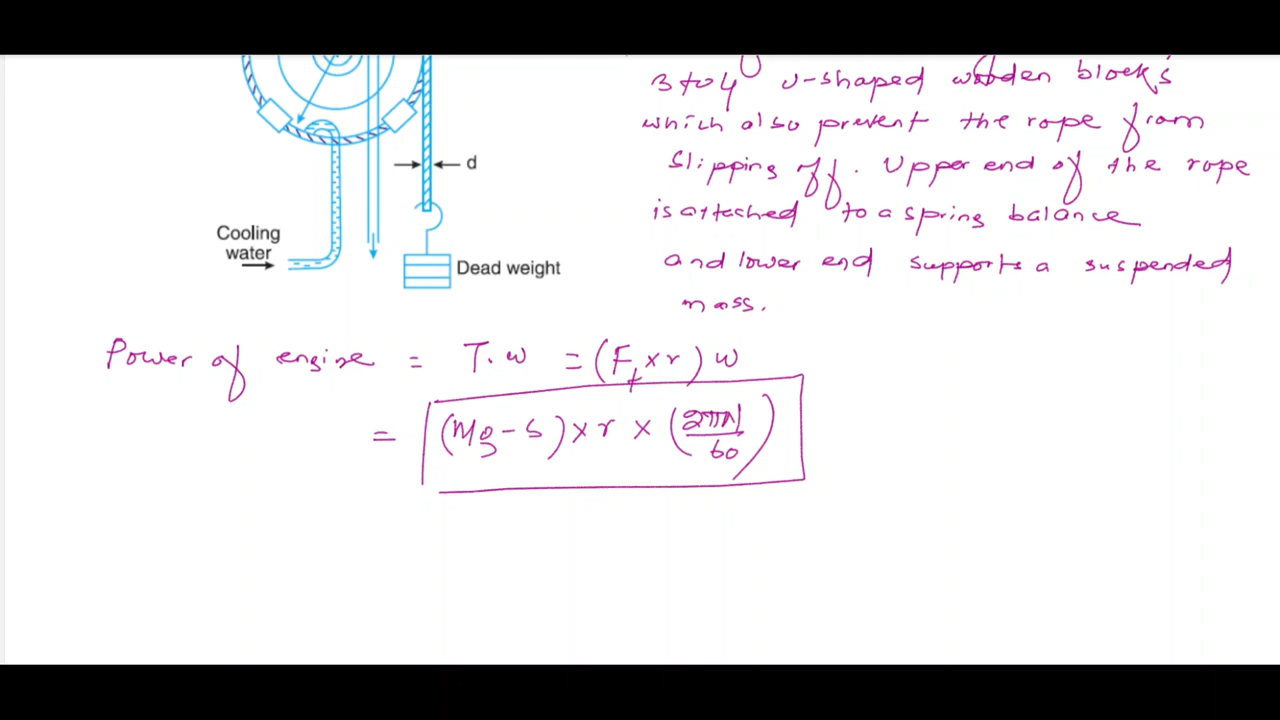 3 to 4 U-shaped wooden block's
which also prevent the rope from
slipping off. Upper end of the rope
is attached to a spring balance
and lower end supports a suspended
mass.
d
Cooling
water
Dead weight
Power of engine = T.ω = (Ft × r) ω
= (Mg - S) × r × (2πN/60)